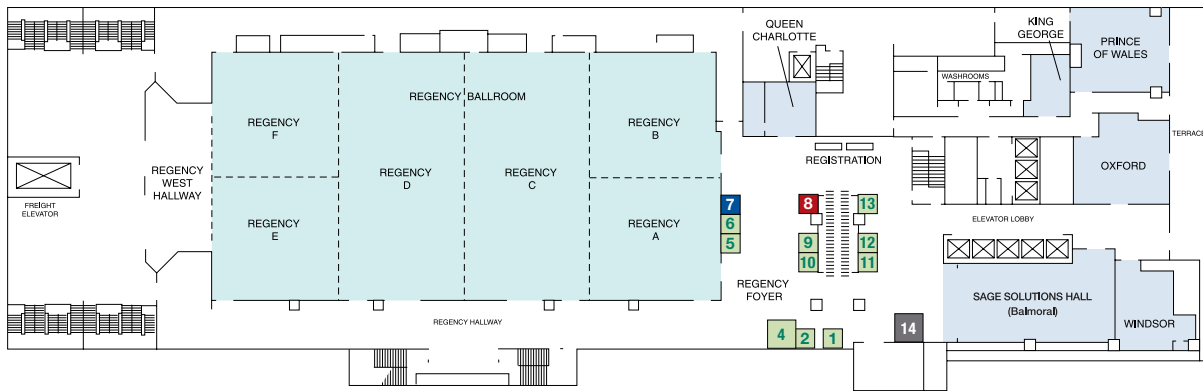 QUEEN
CHARLOTTE
KING
GEORGE
PRINCE
OF WALES
WASHROOMS
REGENCY BALLROOM
REGENCY
F
REGENCY
B
TERRACE
REGISTRATION
OXFORD
REGENCY
WEST
HALLWAY
REGENCY
D
REGENCY
C
FREIGHT
ELEVATOR
7
8
13
6
ELEVATOR LOBBY
REGENCY
E
REGENCY
A
5
9
12
10
11
REGENCY
FOYER
SAGE SOLUTIONS HALL
(Balmoral)
WINDSOR
REGENCY HALLWAY
4
2
1
14